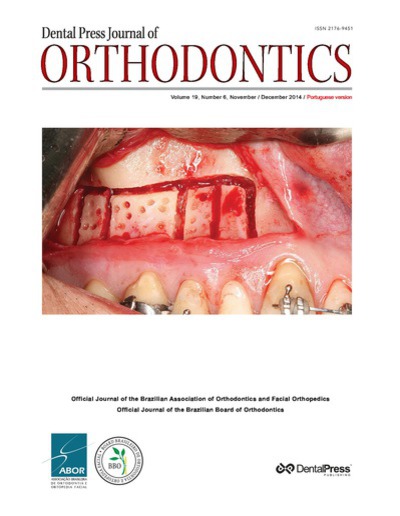 ISSN 2176-9451
Dental Press Journal of
ORTHODONTICS
Volume 19, Number 6, November / December 2014 / Portuguese version
Official Journal of the Brazilian Association of Orthodontics and Facial Orthopedics
Official Journal of the Brazilian Board of Orthodontics
ABOR
ASSOCIAÇÃO BRASILEIRA
DE ORTODONTIA E
ORTOPEDIA FACIAL
BBO
DentalPress
PUBLISHING